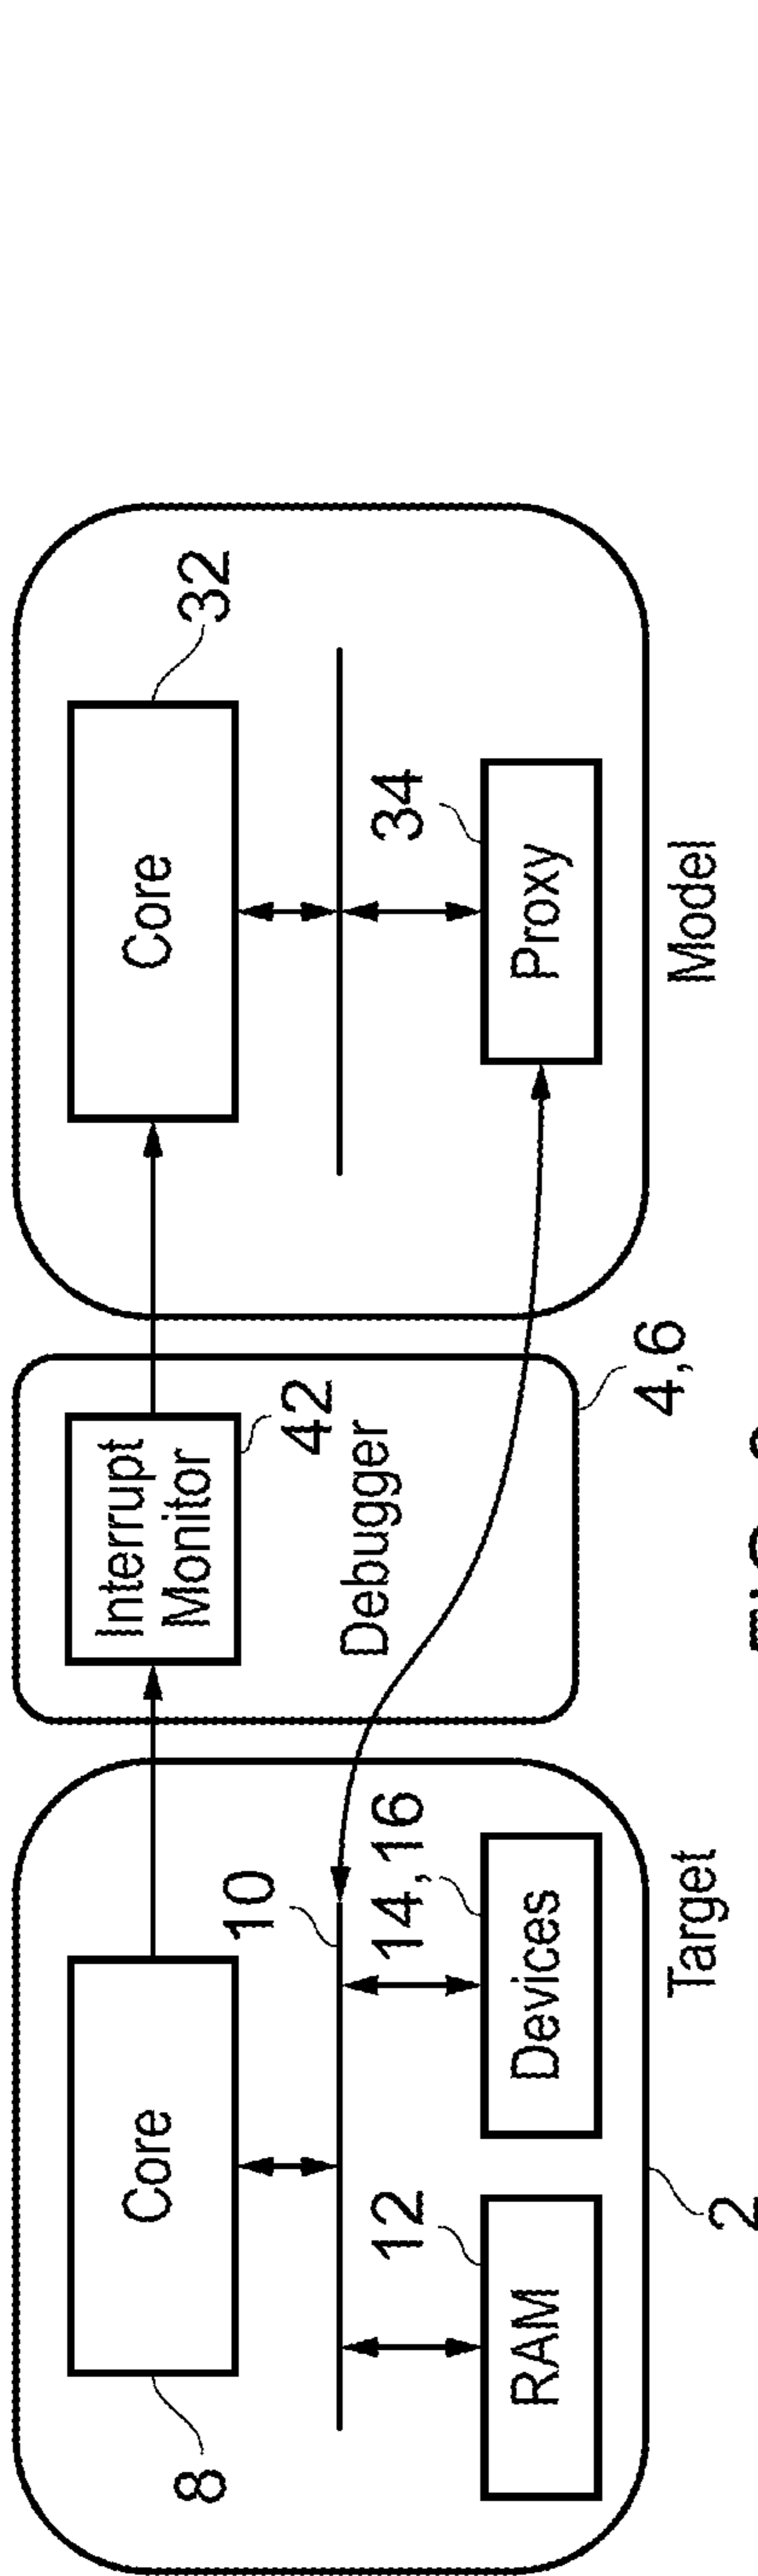 8
Core
10
Interrupt
Monitor
42
Core
32
12
14,16
Debugger
34
RAM
Devices
Proxy
4,6
2
Target
Model